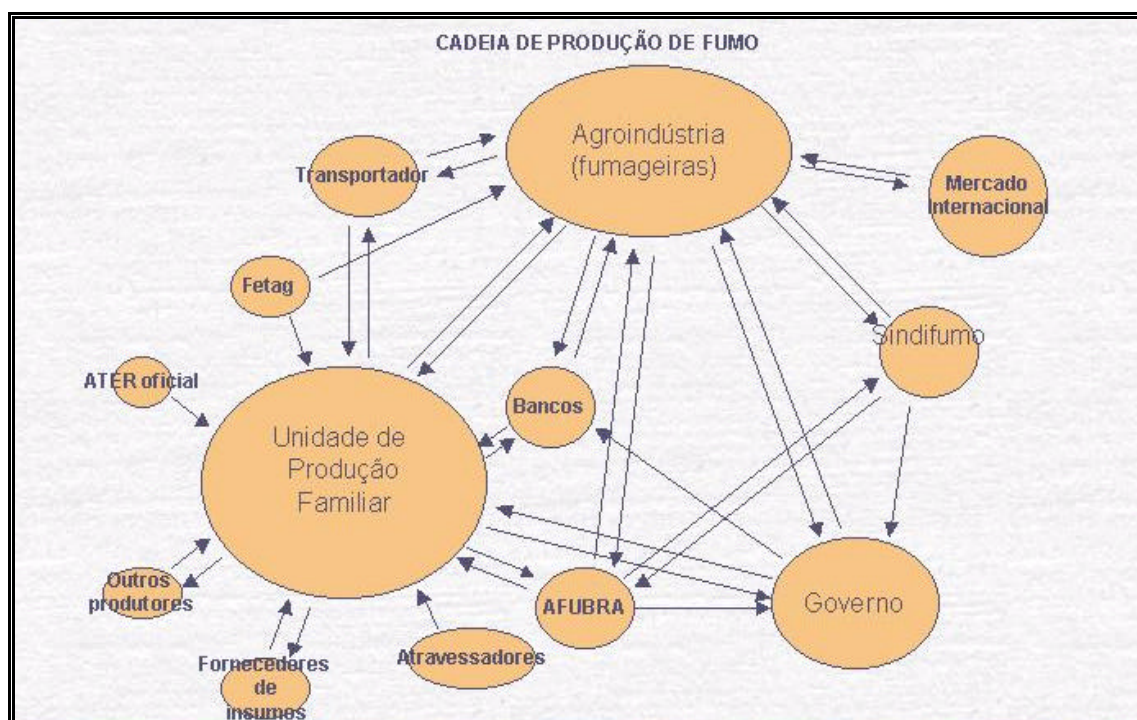 CADEIA DE PRODUÇÃO DE FUMO
Agroindústria
(fumageiras)
Transportador
Mercado
Internacional
Fetag
Sindifumo
ATER oficial
Bancos
Unidade de
Produção
Familiar
Outros
produtores
AFUBRA
Governo
Atravessadores
Fornecedores
de
insumos